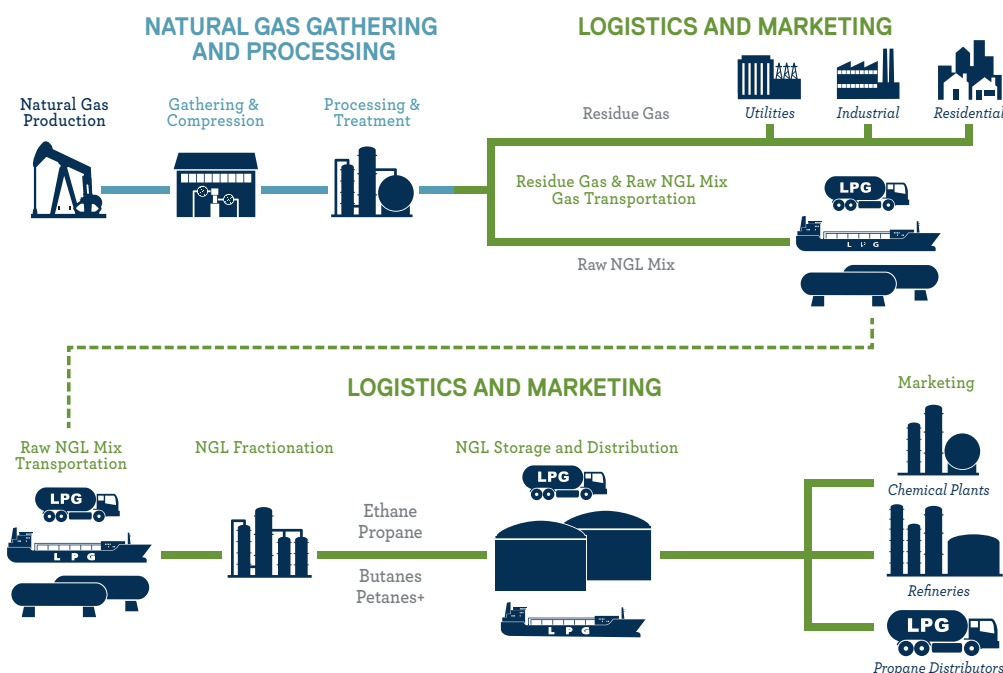 NATURAL GAS GATHERING
AND PROCESSING
LOGISTICS AND MARKETING
Natural Gas
Production
Gathering &
Compression
Processing &
Treatment
Residue Gas
Utilities
Industrial
Residential
Residue Gas & Raw NGL Mix
Gas Transportation
LPG
L P G
Raw NGL Mix
LOGISTICS AND MARKETING
Marketing
Raw NGL Mix
Transportation
NGL Fractionation
NGL Storage and Distribution
LPG
LPG
L P G
Ethane
Propane
Butanes
Petanes+
L P G
Chemical Plants
Refineries
LPG
Propane Distributors